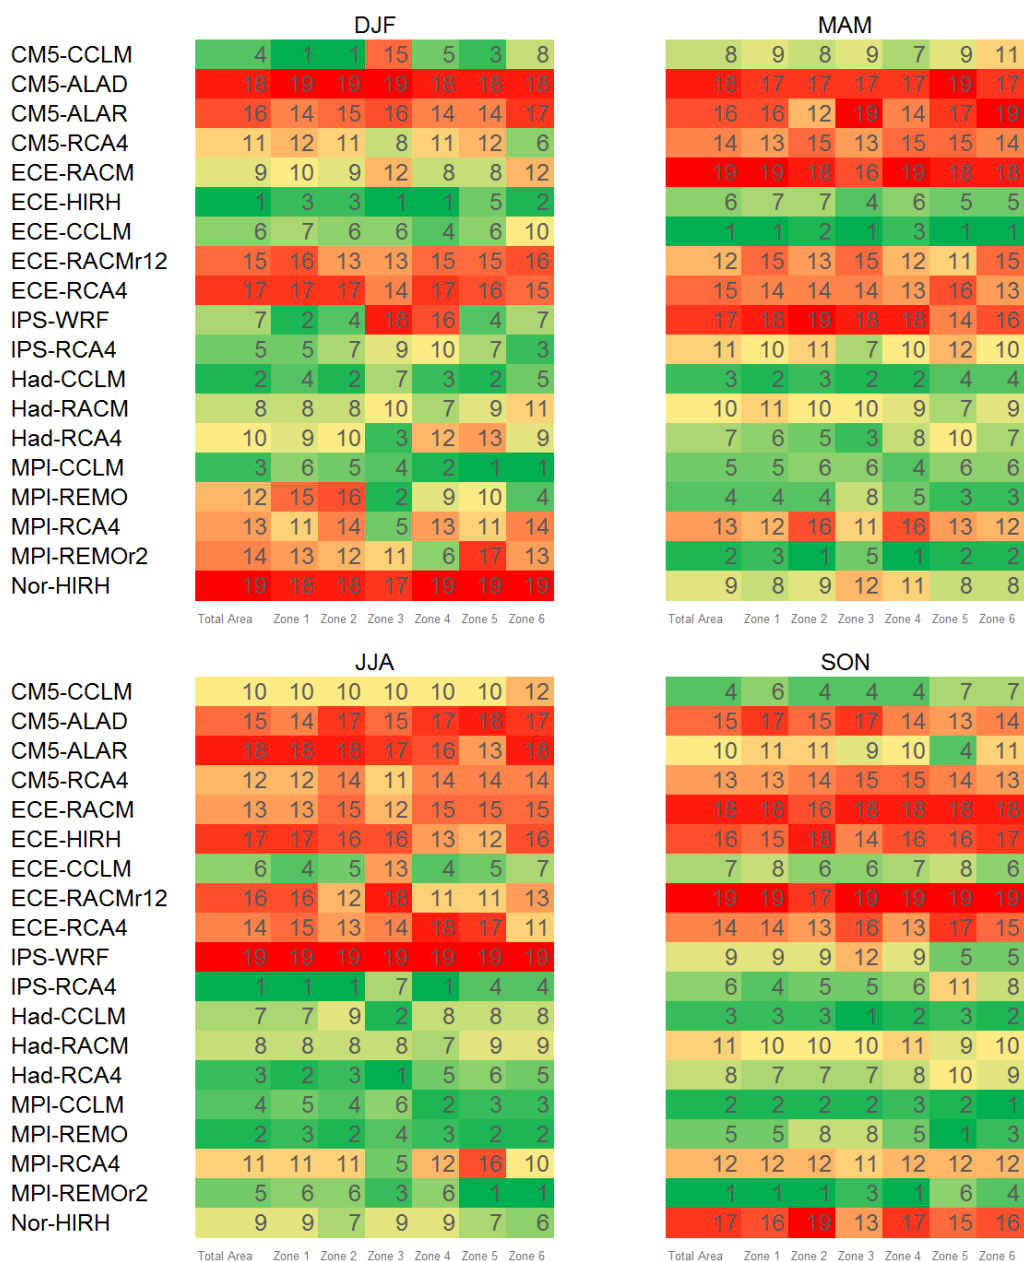 DJF MAM
CM5-CCLM 4 1 1 15 5 3 8 8 9 8 9 7 9 11
CM5-ALAD 18 19 19 19 18 18 18 18 17 17 17 17 19 17
CM5-ALAR 16 14 15 16 14 14 17 16 16 12 19 14 17 19
CM5-RCA4 11 12 11 8 11 12 6 14 13 15 13 15 15 14
ECE-RACM 9 10 9 12 8 8 12 19 19 18 16 19 18 18
ECE-HIRH 1 3 3 1 1 5 2 6 7 7 4 6 5 5
ECE-CCLM 6 7 6 6 4 6 10 1 1 2 1 3 1 1
ECE-RACMr12 15 16 13 13 15 15 16 12 15 13 15 12 11 15
ECE-RCA4 17 17 17 14 17 16 15 15 14 14 14 13 16 13
IPS-WRF 7 2 4 18 16 4 7 17 18 19 18 18 14 16
IPS-RCA4 5 5 7 9 10 7 3 11 10 11 7 10 12 10
Had-CCLM 2 4 2 7 3 2 5 3 2 3 2 2 4 4
Had-RACM 8 8 8 10 7 9 11 10 11 10 10 9 7 9
Had-RCA4 10 9 10 3 12 13 9 7 6 5 3 8 10 7
MPI-CCLM 3 6 5 4 2 1 1 5 5 6 6 4 6 6
MPI-REMO 12 15 16 2 9 10 4 4 4 4 8 5 3 3
MPI-RCA4 13 11 14 5 13 11 14 13 12 16 11 16 13 12
MPI-REMOr2 14 13 12 11 6 17 13 2 3 1 5 1 2 2
Nor-HIRH 19 18 18 17 19 19 19 9 8 9 12 11 8 8
Total Area Zone 1 Zone 2 Zone 3 Zone 4 Zone 5 Zone 6 Total Area Zone 1 Zone 2 Zone 3 Zone 4 Zone 5 Zone 6
JJA SON
CM5-CCLM 10 10 10 10 10 10 12 4 6 4 4 4 7 7
CM5-ALAD 15 14 17 15 17 18 17 15 17 15 17 14 13 14
CM5-ALAR 18 18 18 17 16 13 18 10 11 11 9 10 4 11
CM5-RCA4 12 12 14 11 14 14 14 13 13 14 15 15 14 13
ECE-RACM 13 13 15 12 15 15 15 18 18 16 18 18 18 18
ECE-HIRH 17 17 16 16 13 12 16 16 15 18 14 16 16 17
ECE-CCLM 6 4 5 13 4 5 7 7 8 6 6 7 8 6
ECE-RACMr12 16 16 12 18 11 11 13 19 19 17 19 19 19 19
ECE-RCA4 14 15 13 14 18 17 11 14 14 13 16 13 17 15
IPS-WRF 19 19 19 19 19 19 19 9 9 9 12 9 5 5
IPS-RCA4 1 1 1 7 1 4 4 6 4 5 5 6 11 8
Had-CCLM 7 7 9 2 8 8 8 3 3 3 1 2 3 2
Had-RACM 8 8 8 8 7 9 9 11 10 10 10 11 9 10
Had-RCA4 3 2 3 1 5 6 5 8 7 7 7 8 10 9
MPI-CCLM 4 5 4 6 2 3 3 2 2 2 2 3 2 1
MPI-REMO 2 3 2 4 3 2 2 5 5 8 8 5 1 3
MPI-RCA4 11 11 11 5 12 16 10 12 12 12 11 12 12 12
MPI-REMOr2 5 6 6 3 6 1 1 1 1 1 3 1 6 4
Nor-HIRH 9 9 7 9 9 7 6 17 16 19 13 17 15 16
Total Area Zone 1 Zone 2 Zone 3 Zone 4 Zone 5 Zone 6 Total Area Zone 1 Zone 2 Zone 3 Zone 4 Zone 5 Zone 6